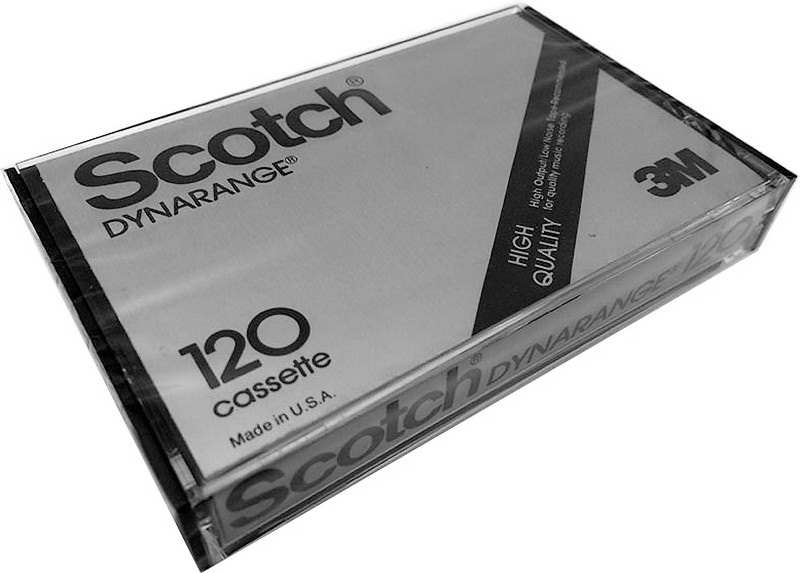 Scotch®
DYNARANGE®
HIGH
QUALITY
High Output/Low Noise Tape-Recommended
for quality music recording.
3M
120
cassette
Made in U.S.A.
Scotch® DYNARANGE® 120